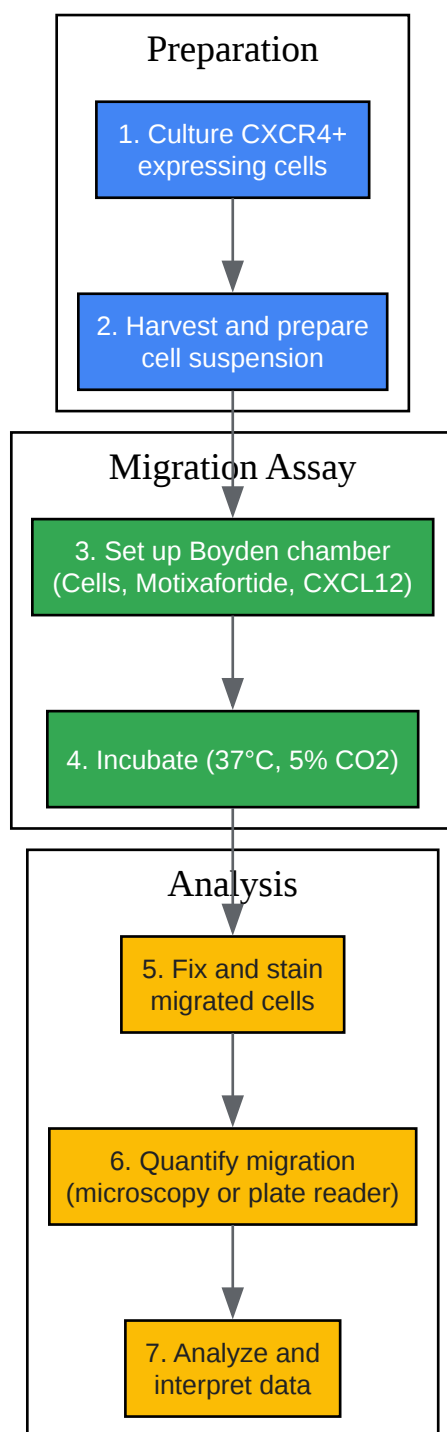 Preparation
1. Culture CXCR4+
expressing cells
2. Harvest and prepare
cell suspension
Migration Assay
3. Set up Boyden chamber
(Cells, Motixafortide, CXCL12)
4. Incubate (37°C, 5% CO2)
Analysis
5. Fix and stain
migrated cells
6. Quantify migration
(microscopy or plate reader)
7. Analyze and
interpret data